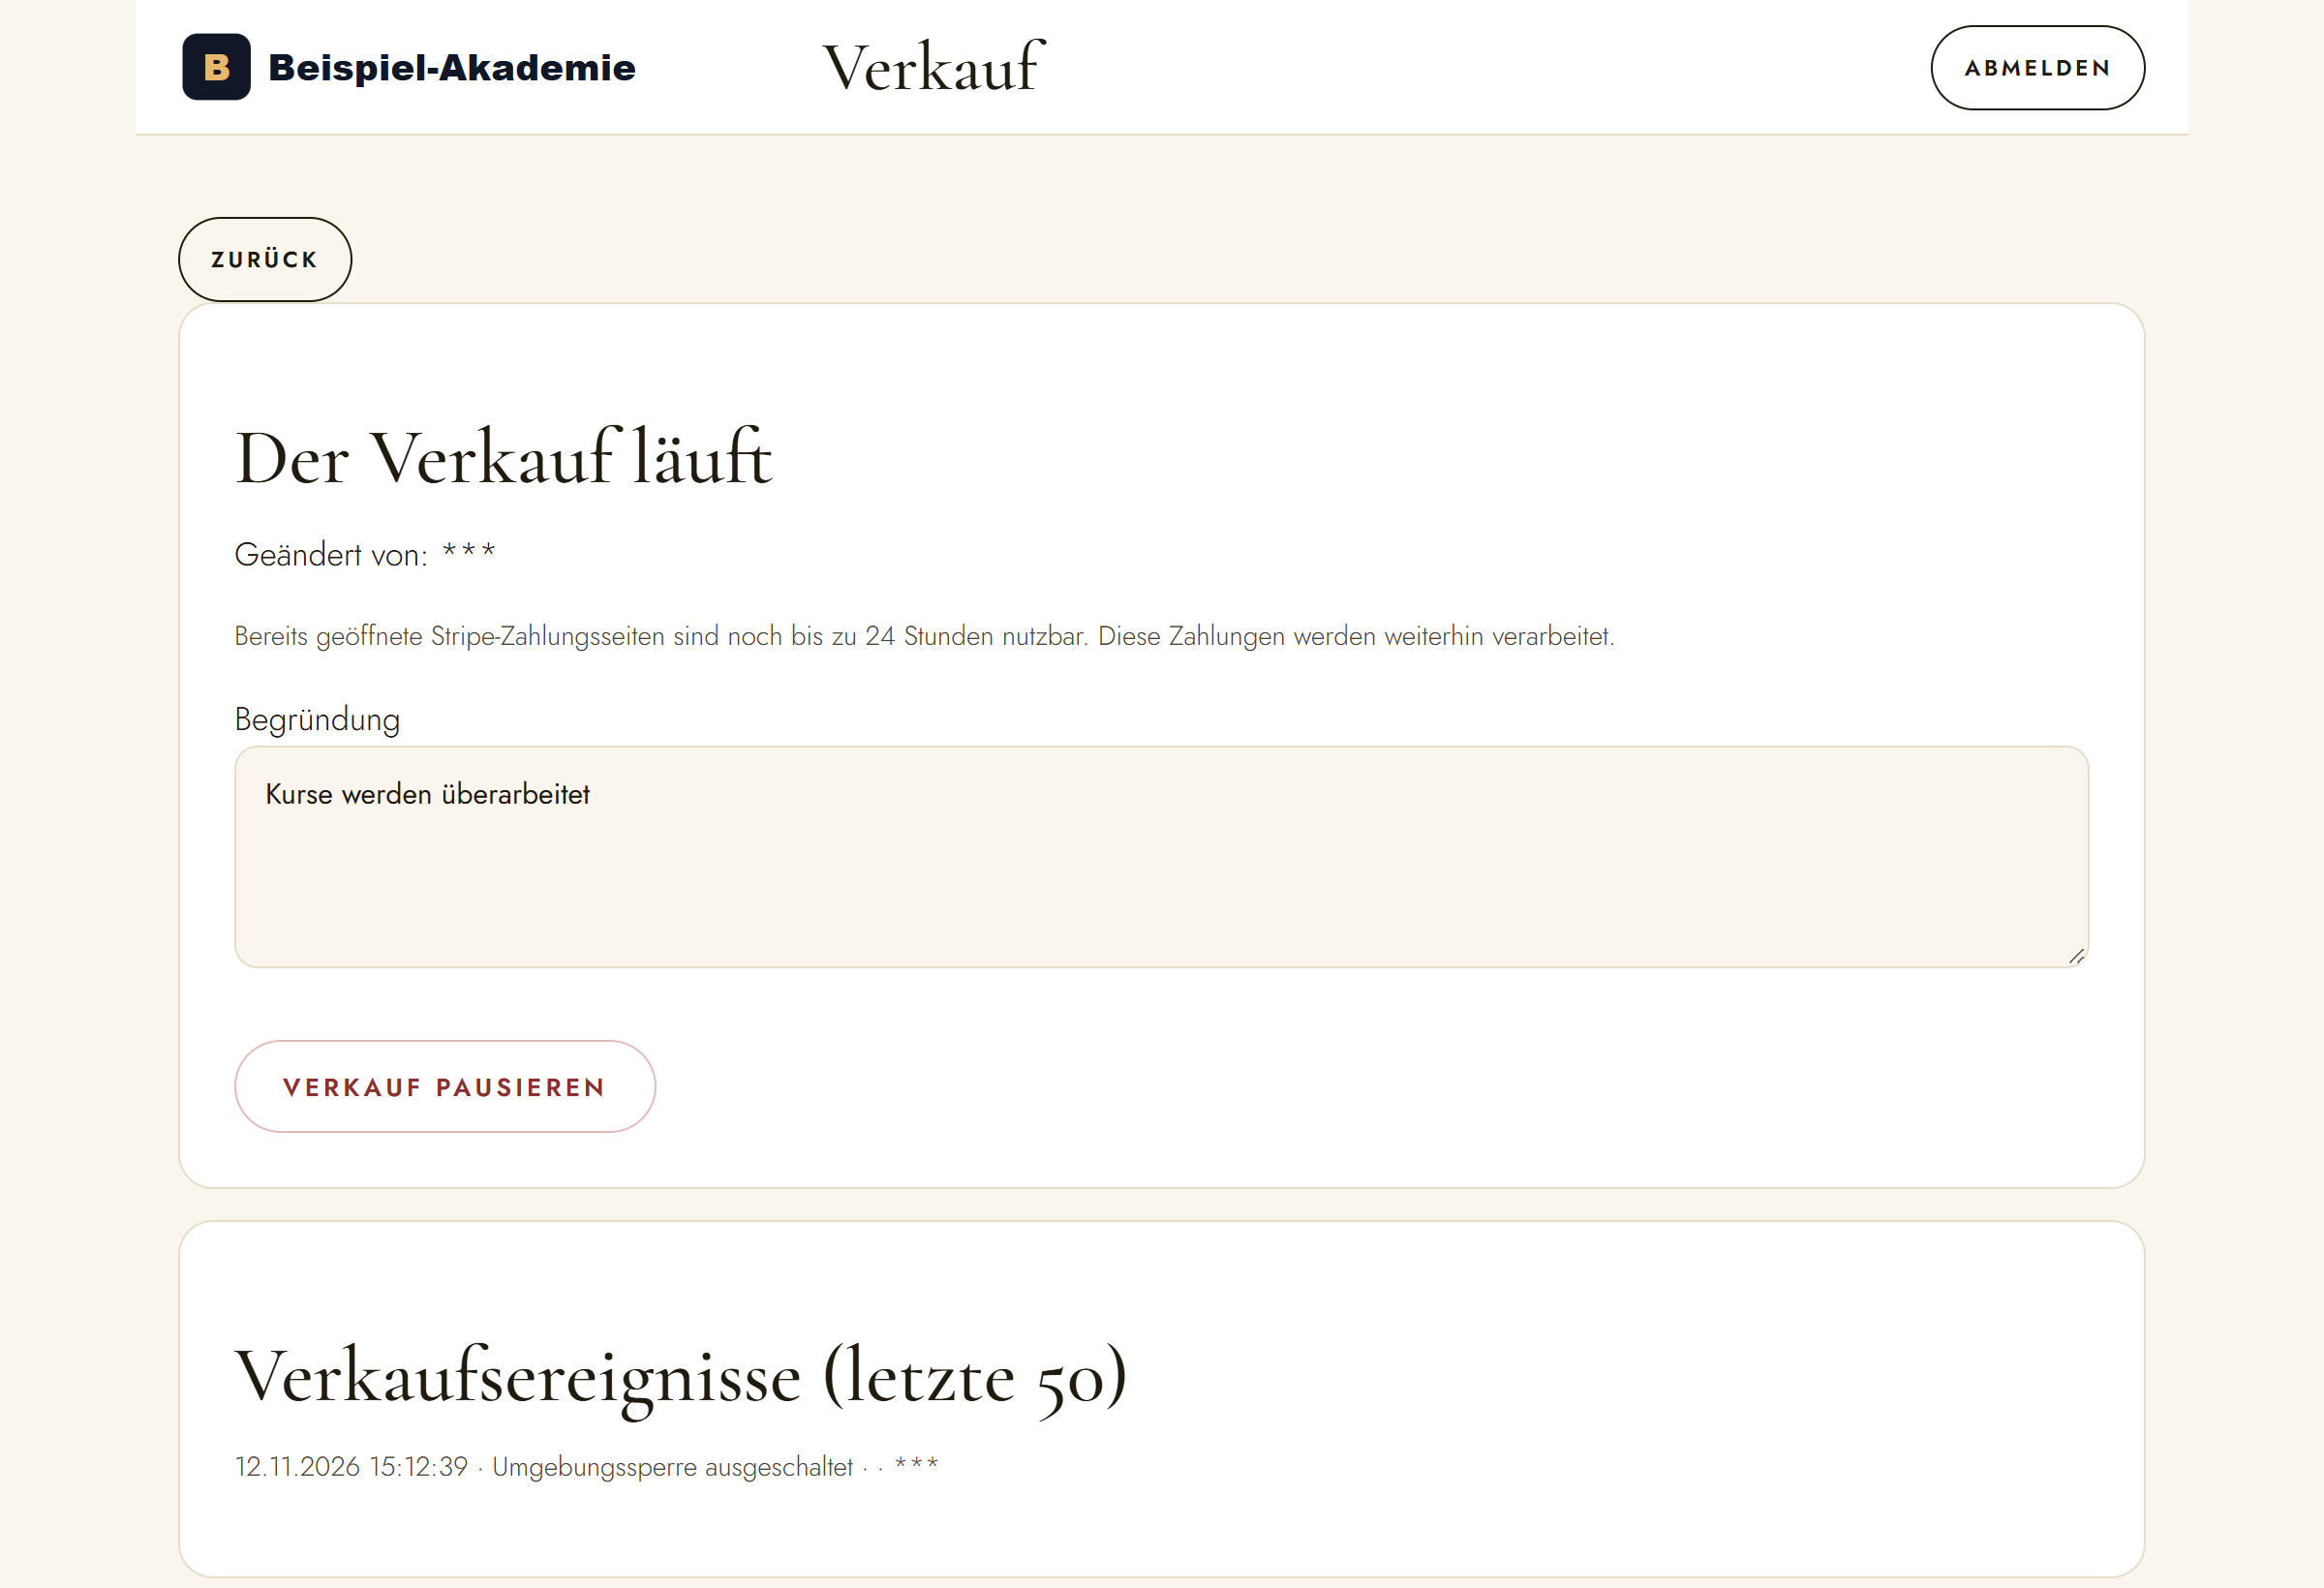 B Beispiel-Akademie
Verkauf
ABMELDEN
ZURÜCK
Der Verkauf läuft
Geändert von: ***
Bereits geöffnete Stripe-Zahlungsseiten sind noch bis zu 24 Stunden nutzbar. Diese Zahlungen werden weiterhin verarbeitet.
Begründung
Kurse werden überarbeitet
VERKAUF PAUSIEREN
Verkaufsereignisse (letzte 50)
12.11.2026 15:12:39 · Umgebungssperre ausgeschaltet · · ***